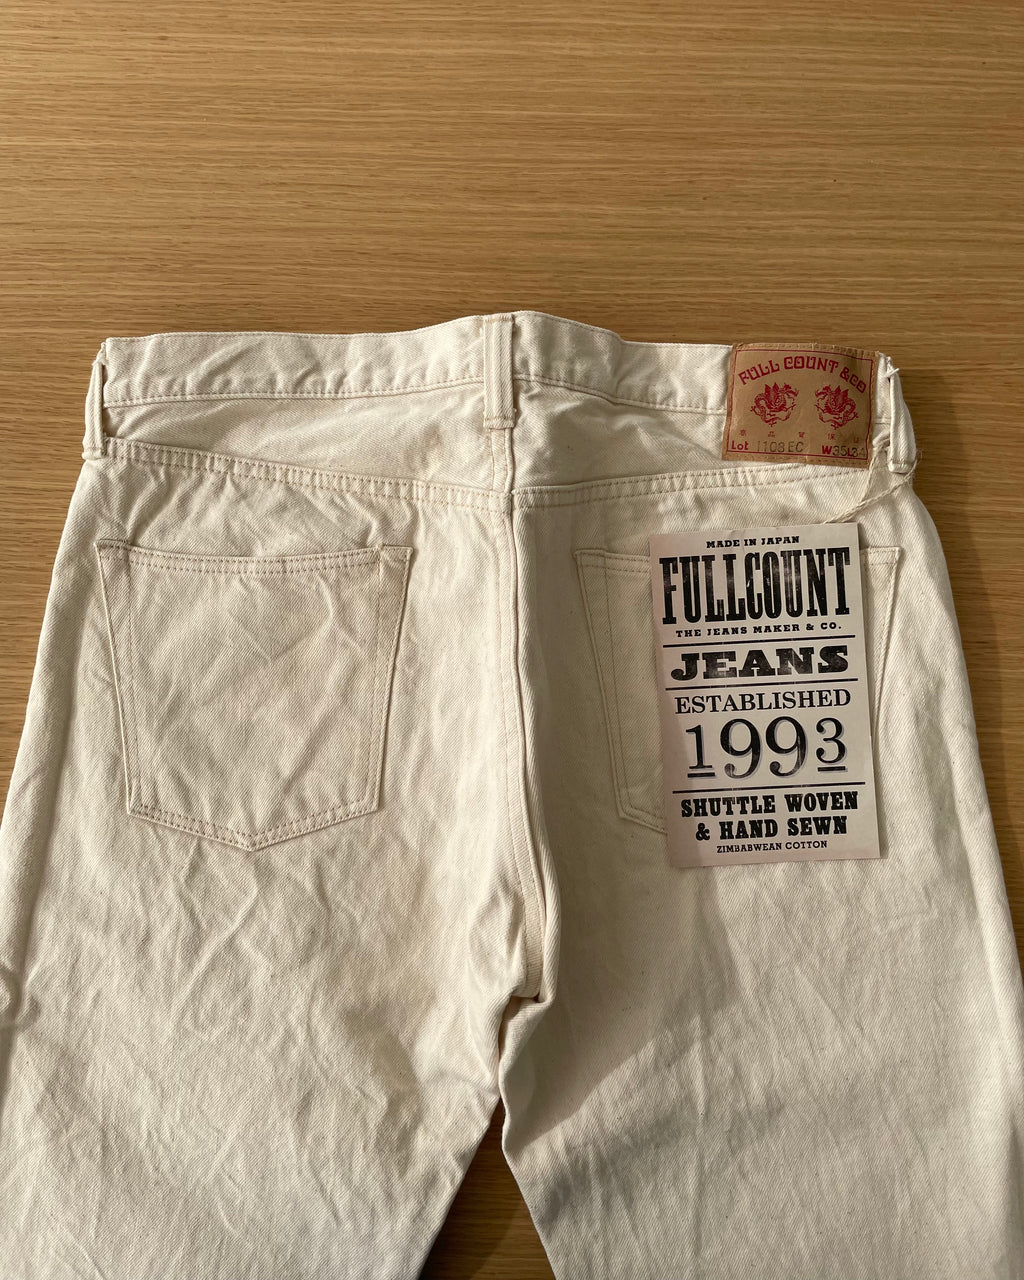 FULL COUNT & CO
Lot 1108EC W35L34
MADE IN JAPAN
FULLCOUNT
THE JEANS MAKER & CO.
JEANS
ESTABLISHED
1993
SHUTTLE WOVEN
& HAND SEWN
ZIMBABWEAN COTTON